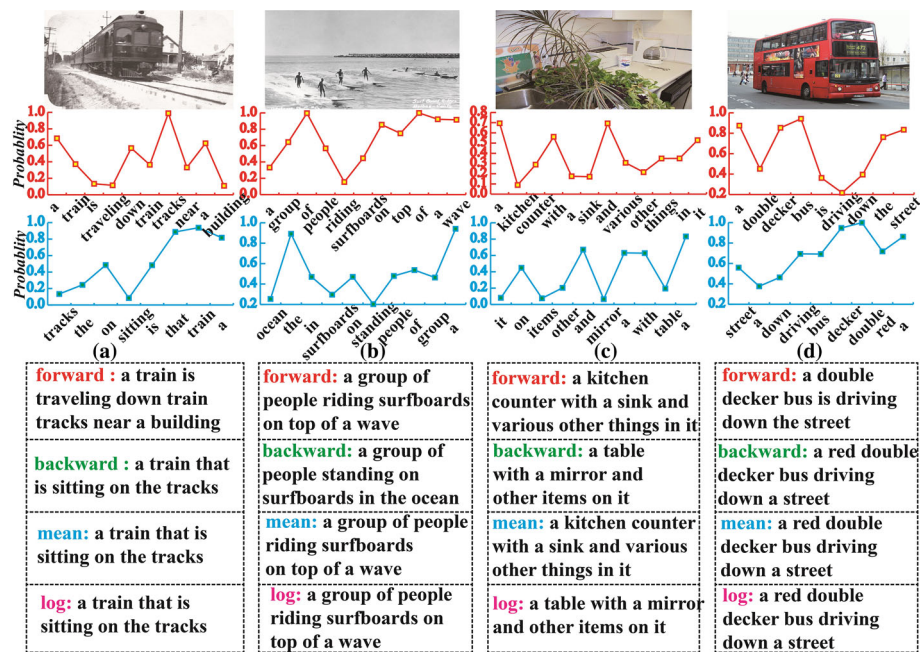 Probablity
1.0
0.8
0.6
0.4
0.2
0.0
a
train
is
traveling
down
train
tracks
near
a
building
1.0
0.8
0.6
0.4
0.2
0.0
a
group
of
people
riding
surfboards
on
top
of
a
wave
0.8
0.7
0.6
0.5
0.4
0.3
0.2
0.1
0.0
a
kitchen
counter
with
a
sink
and
various
other
things
in
it
1.0
0.8
0.6
0.4
0.2
a
double
decker
bus
is
driving
down
the
street
Probablity
1.0
0.8
0.6
0.4
0.2
0.0
tracks
the
on
sitting
is
that
train
a
1.0
0.8
0.6
0.4
0.2
ocean
the
in
surfboards
on
standing
people
of
group
a
1.0
0.8
0.6
0.4
0.2
0.0
it
on
items
other
and
mirror
a
with
table
a
1.0
0.8
0.6
0.4
0.2
0.0
street
a
down
driving
bus
decker
double
red
a
(a)
(b)
(c)
(d)
forward : a train is
traveling down train
tracks near a building
backward : a train that
is sitting on the tracks
mean: a train that is
sitting on the tracks
log: a train that is
sitting on the tracks
forward: a group of
people riding surfboards
on top of a wave
backward: a group of
people standing on
surfboards in the ocean
mean: a group of people
riding surfboards
on top of a wave
log: a group of people
riding surfboards on
top of a wave
forward: a kitchen
counter with a sink and
various other things in it
backward: a table
with a mirror and
other items on it
mean: a kitchen counter
with a sink and various
other things in it
log: a table with a mirror
and other items on it
forward: a double
decker bus is driving
down the street
backward: a red double
decker bus driving
down a street
mean: a red double
decker bus driving
down a street
log: a red double
decker bus driving
down a street